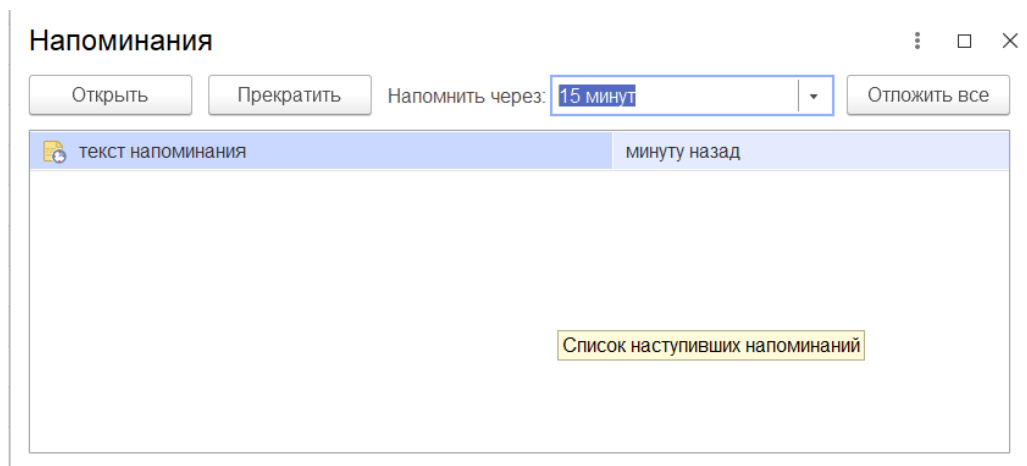 Напоминания
Открыть Прекратить Напомнить через: 15 минут Отложить все
текст напоминания минуту назад
Список наступивших напоминаний